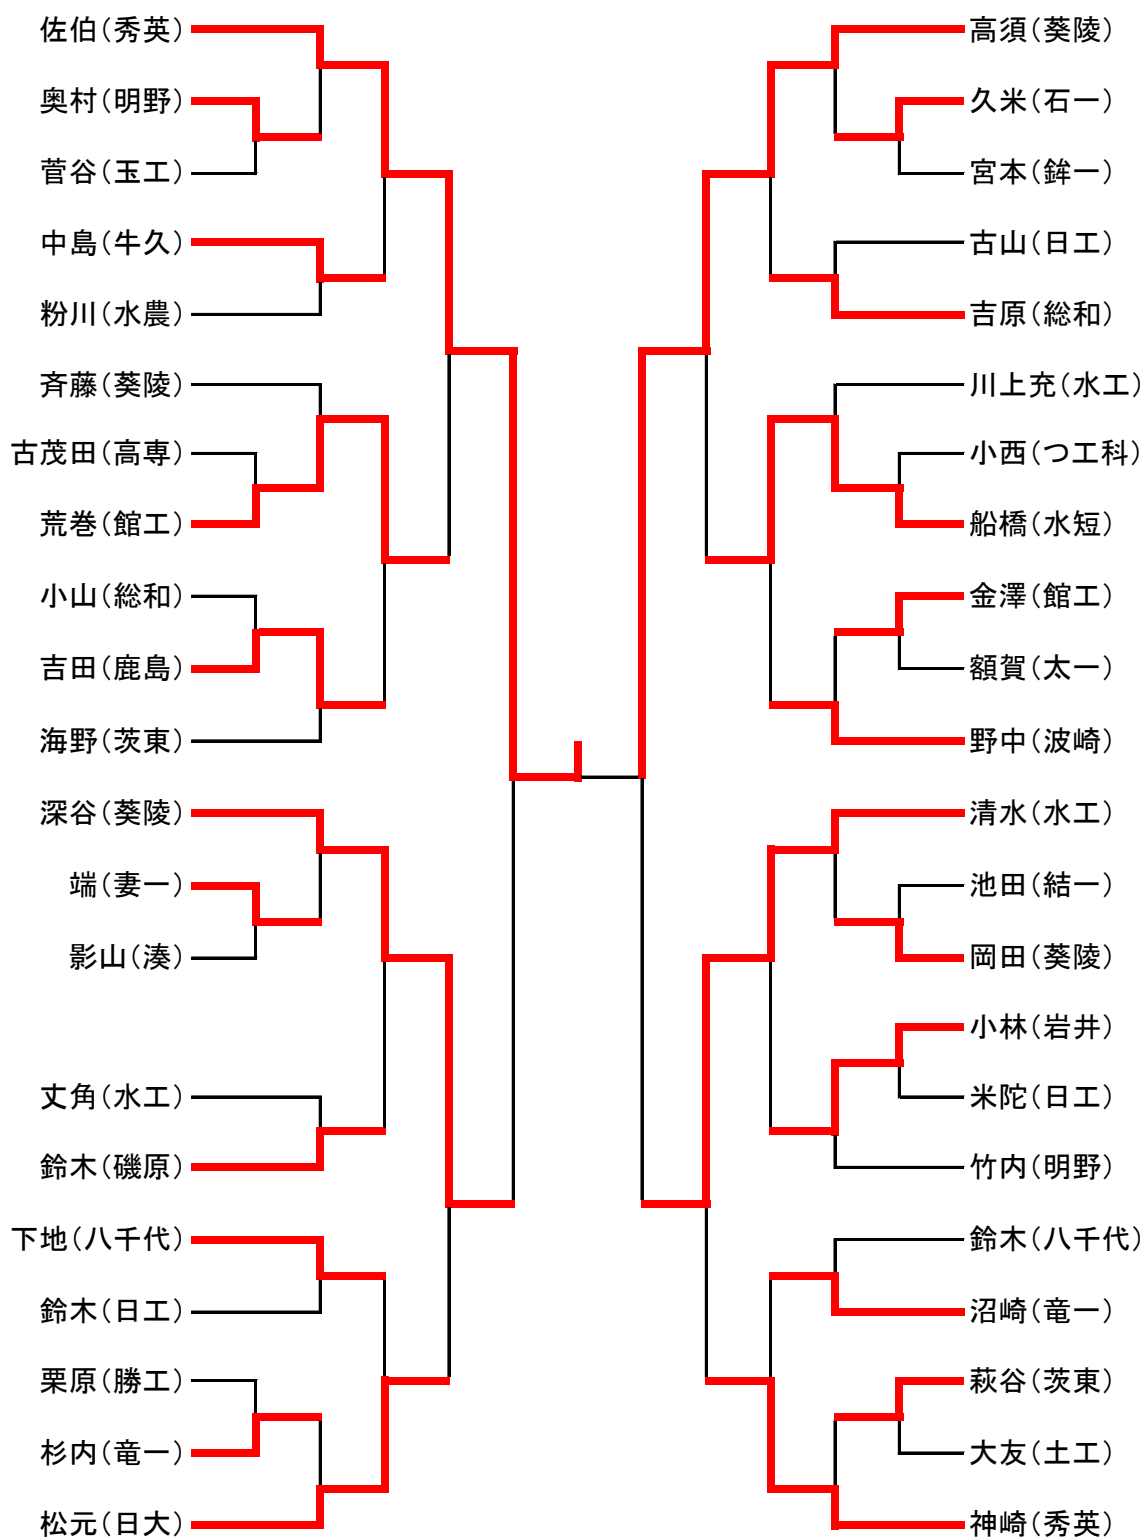 佐伯(秀英)
奥村(明野)
菅谷(玉工)
中島(牛久)
粉川(水農)
斉藤(葵陵)
古茂田(高専)
荒巻(館工)
小山(総和)
吉田(鹿島)
海野(茨東)
深谷(葵陵)
端(妻一)
影山(湊)
丈角(水工)
鈴木(磯原)
下地(八千代)
鈴木(日工)
栗原(勝工)
杉内(竜一)
松元(日大)
高須(葵陵)
久米(石一)
宮本(鉾一)
古山(日工)
吉原(総和)
川上充(水工)
小西(つ工科)
船橋(水短)
金澤(館工)
額賀(太一)
野中(波崎)
清水(水工)
池田(結一)
岡田(葵陵)
小林(岩井)
米陀(日工)
竹内(明野)
鈴木(八千代)
沼崎(竜一)
萩谷(茨東)
大友(土工)
神崎(秀英)